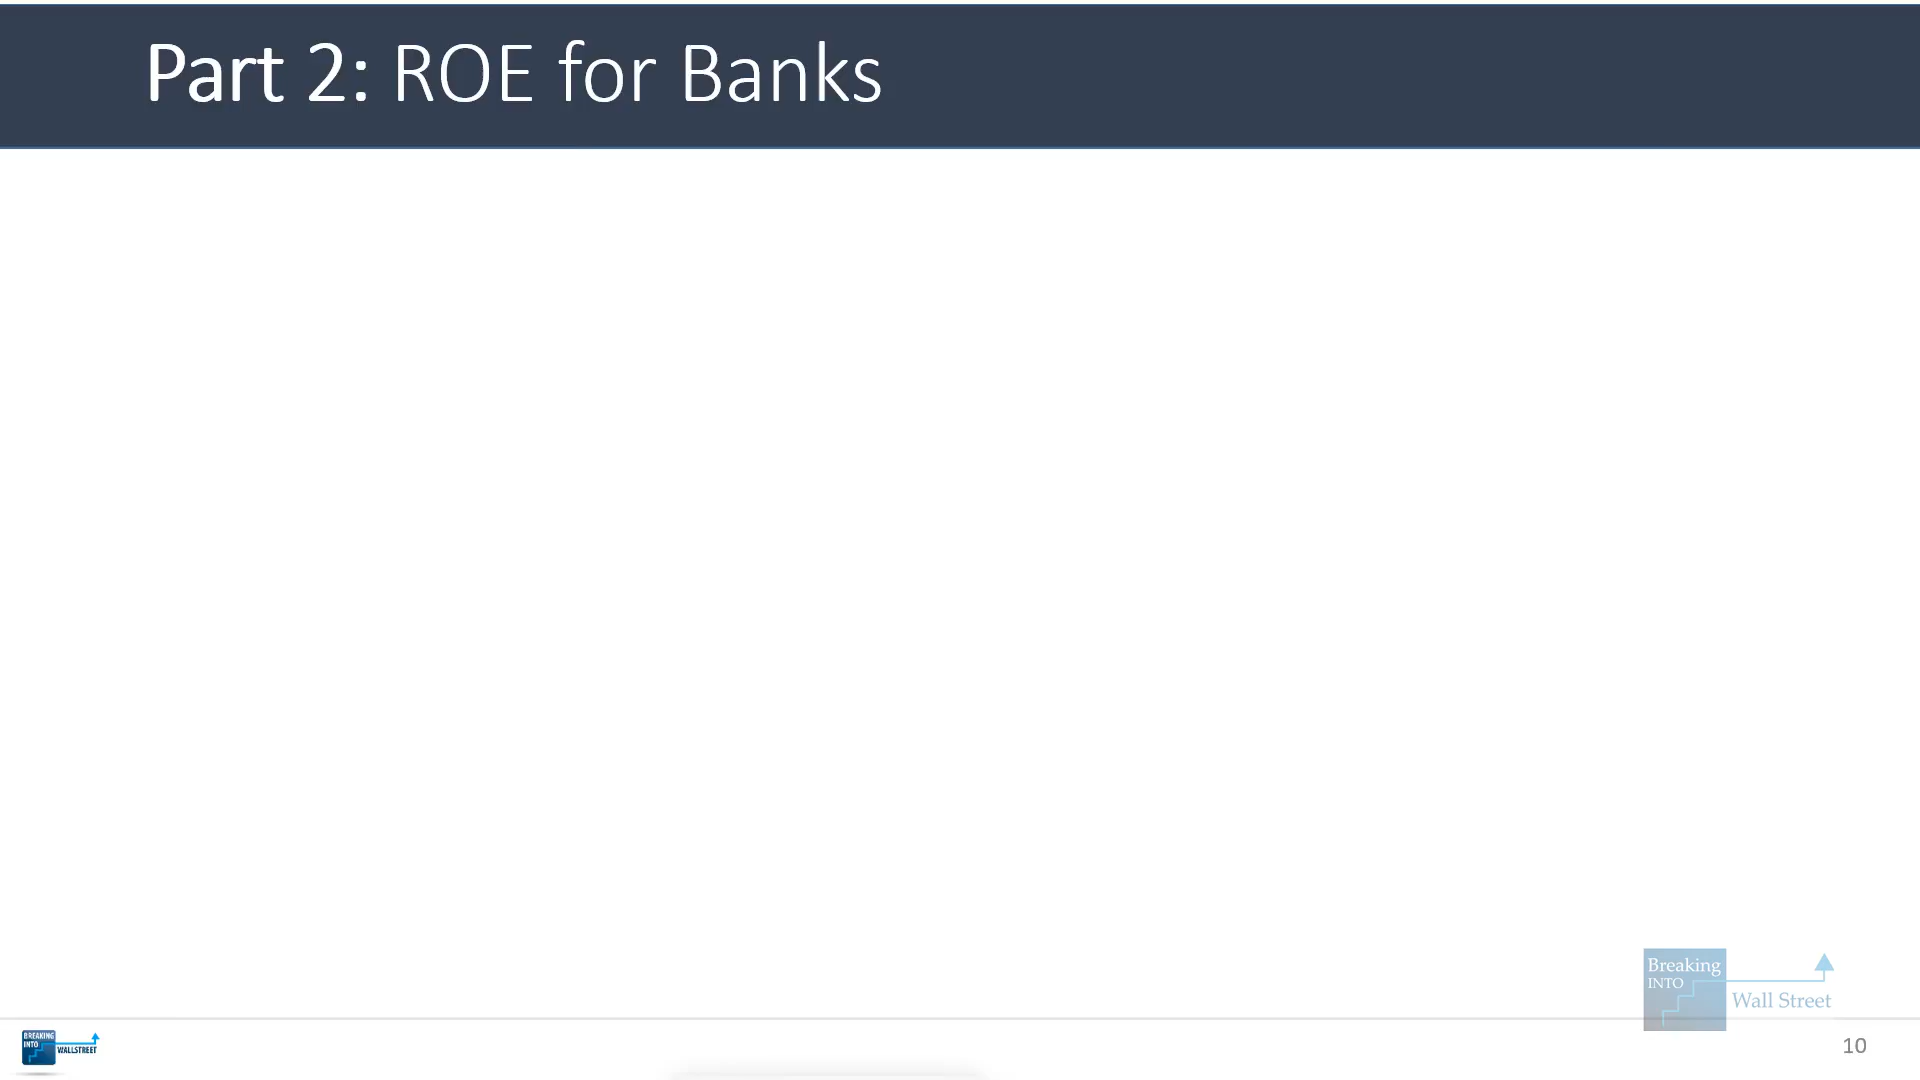 Part 2: ROE for Banks
Breaking
INTO
Wall Street
BREAKING
INTO
WALLSTREET
10